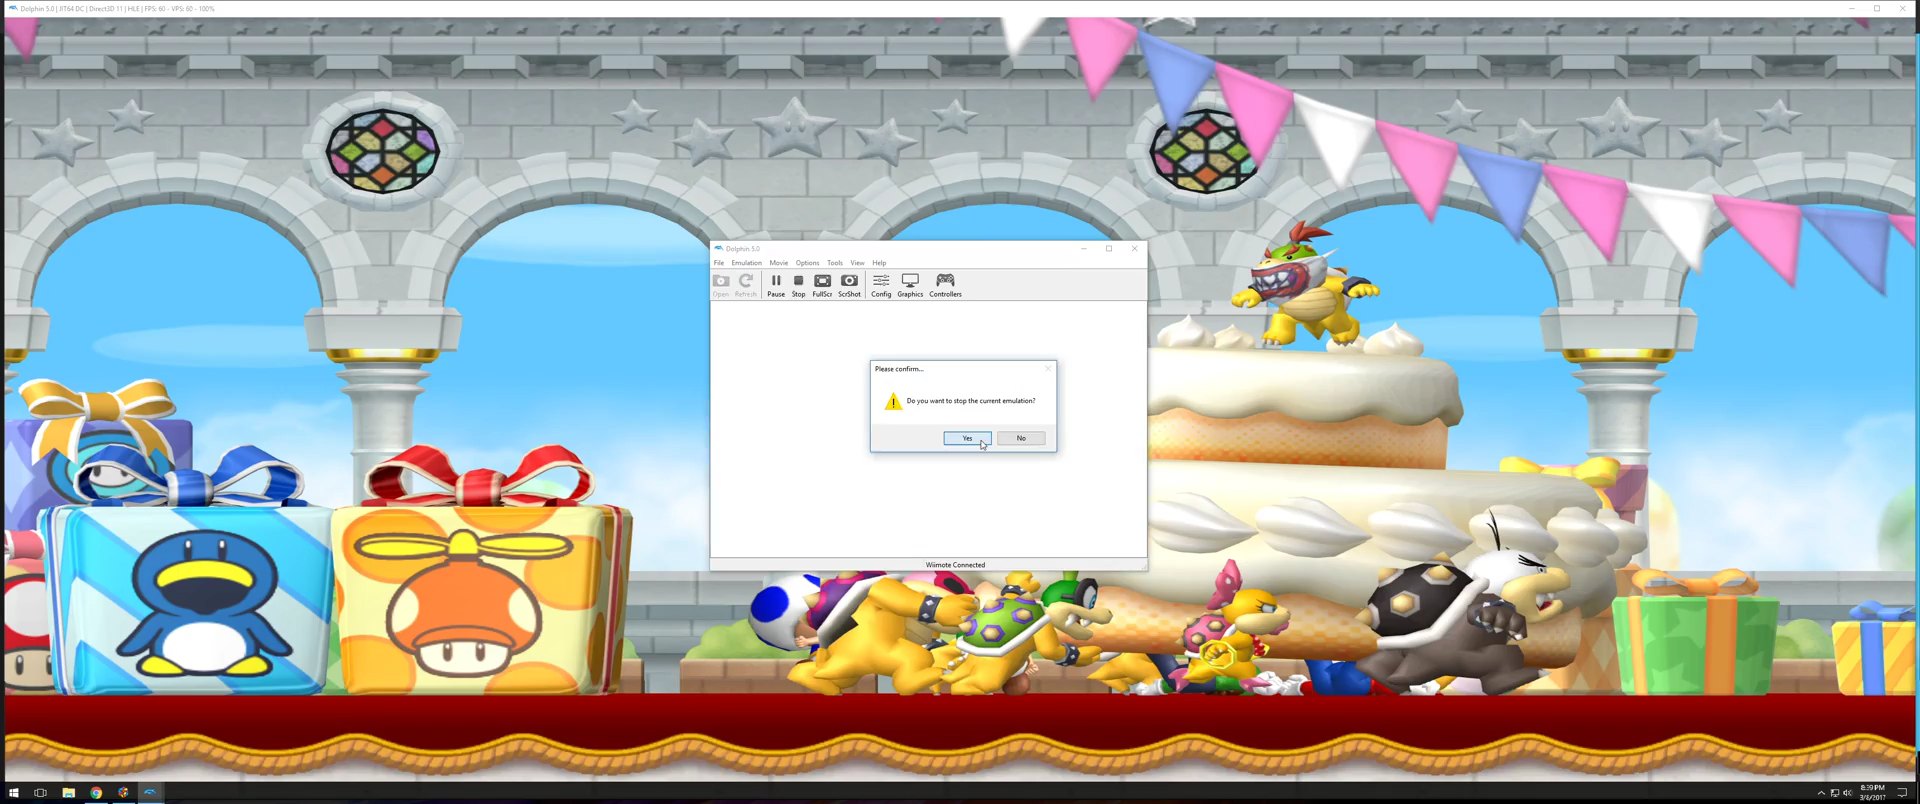 Dolphin 5.0 | JIT64 DC | Direct3D 11 | HLE | FPS: 60 - VPS: 60 - 100%
Dolphin 5.0
File Emulation Movie Options Tools View Help
Open Refresh Pause Stop FullScr ScrShot Config Graphics Controllers
Please confirm...
Do you want to stop the current emulation?
Yes No
Wiimote Connected
8:39 PM
3/8/2017